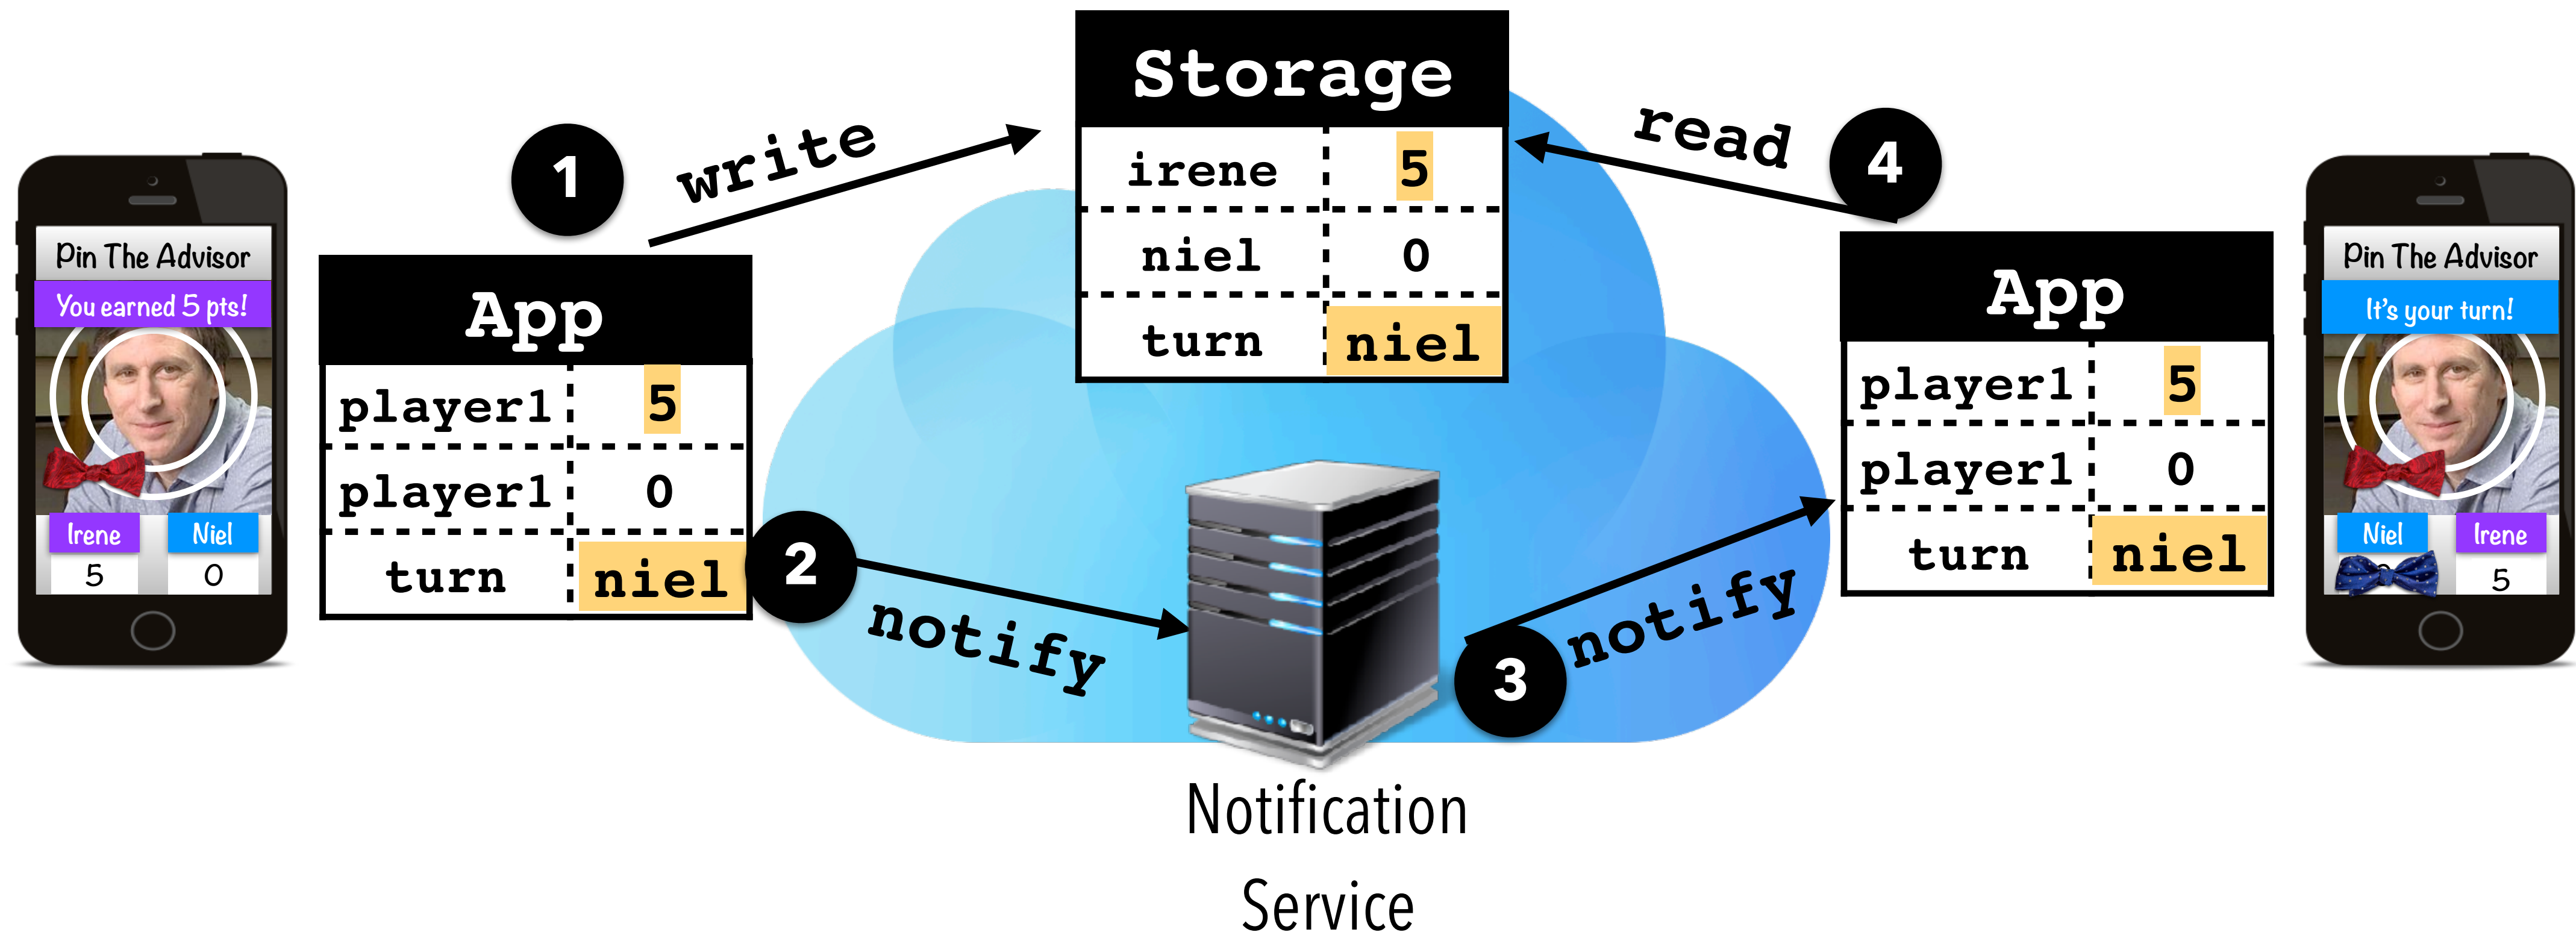 Pin The Advisor
You earned 5 pts!
Irene Niel
5 0
App
player1 5
player1 0
turn niel
1
write
2
notify
Storage
irene 5
niel 0
turn niel
Notification
Service
3
notify
4
read
App
player1 5
player1 0
turn niel
Pin The Advisor
It's your turn!
Niel Irene
5